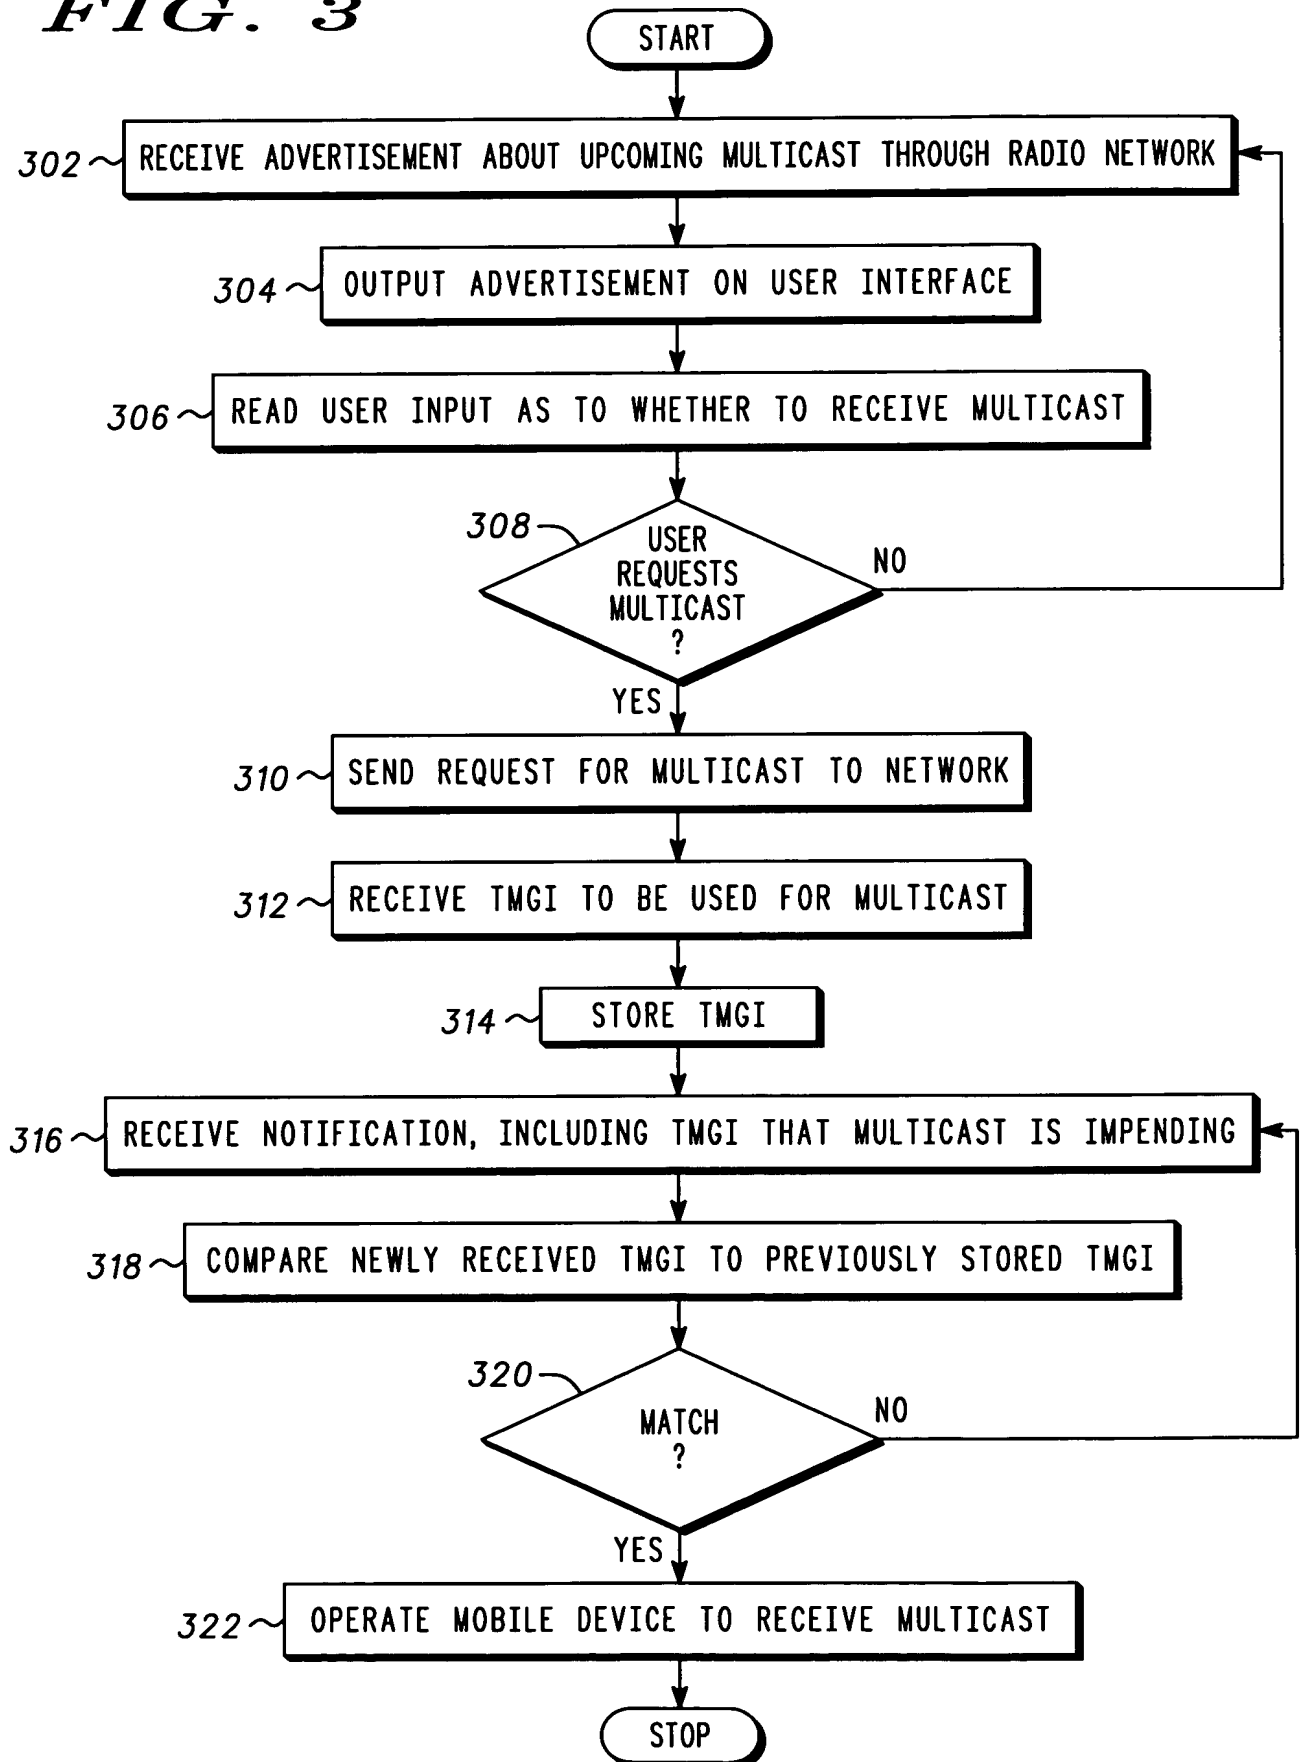 FIG. 3
START
302 RECEIVE ADVERTISEMENT ABOUT UPCOMING MULTICAST THROUGH RADIO NETWORK
304 OUTPUT ADVERTISEMENT ON USER INTERFACE
306 READ USER INPUT AS TO WHETHER TO RECEIVE MULTICAST
308
USER
REQUESTS
MULTICAST
?
NO
YES
310 SEND REQUEST FOR MULTICAST TO NETWORK
312 RECEIVE TMGI TO BE USED FOR MULTICAST
314 STORE TMGI
316 RECEIVE NOTIFICATION, INCLUDING TMGI THAT MULTICAST IS IMPENDING
318 COMPARE NEWLY RECEIVED TMGI TO PREVIOUSLY STORED TMGI
320
MATCH
?
NO
YES
322 OPERATE MOBILE DEVICE TO RECEIVE MULTICAST
STOP